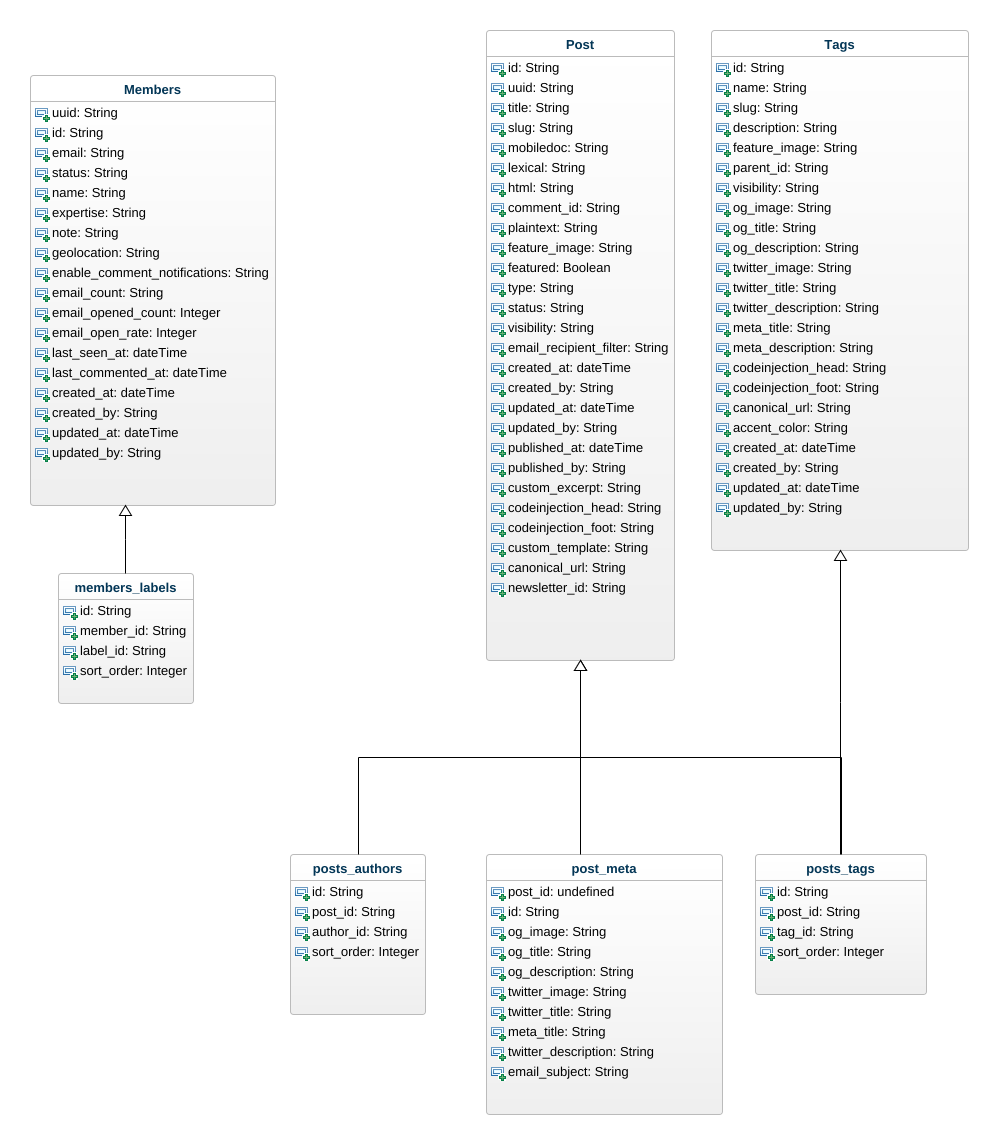 Members
uuid: String
id: String
email: String
status: String
name: String
expertise: String
note: String
geolocation: String
enable_comment_notifications: String
email_count: String
email_opened_count: Integer
email_open_rate: Integer
last_seen_at: dateTime
last_commented_at: dateTime
created_at: dateTime
created_by: String
updated_at: dateTime
updated_by: String
members_labels
id: String
member_id: String
label_id: String
sort_order: Integer
Post
id: String
uuid: String
title: String
slug: String
mobiledoc: String
lexical: String
html: String
comment_id: String
plaintext: String
feature_image: String
featured: Boolean
type: String
status: String
visibility: String
email_recipient_filter: String
created_at: dateTime
created_by: String
updated_at: dateTime
updated_by: String
published_at: dateTime
published_by: String
custom_excerpt: String
codeinjection_head: String
codeinjection_foot: String
custom_template: String
canonical_url: String
newsletter_id: String
Tags
id: String
name: String
slug: String
description: String
feature_image: String
parent_id: String
visibility: String
og_image: String
og_title: String
og_description: String
twitter_image: String
twitter_title: String
twitter_description: String
meta_title: String
meta_description: String
codeinjection_head: String
codeinjection_foot: String
canonical_url: String
accent_color: String
created_at: dateTime
created_by: String
updated_at: dateTime
updated_by: String
posts_authors
id: String
post_id: String
author_id: String
sort_order: Integer
post_meta
post_id: undefined
id: String
og_image: String
og_title: String
og_description: String
twitter_image: String
twitter_title: String
meta_title: String
twitter_description: String
email_subject: String
posts_tags
id: String
post_id: String
tag_id: String
sort_order: Integer